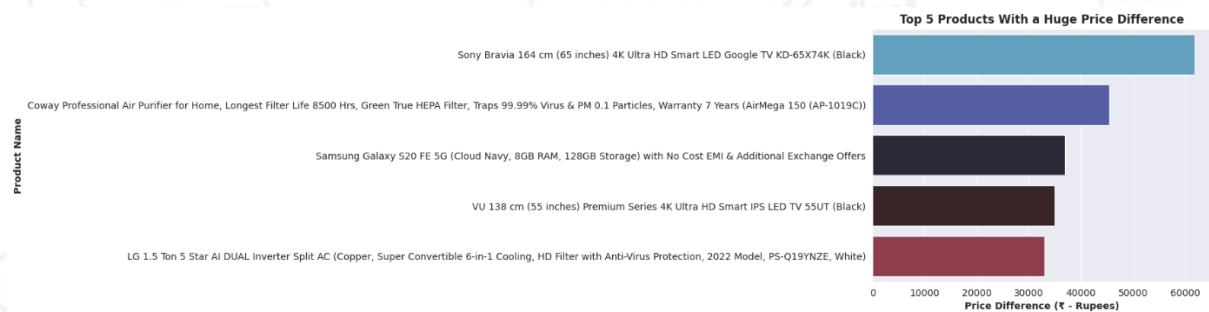 Top 5 Products With a Huge Price Difference
Product Name
Sony Bravia 164 cm (65 inches) 4K Ultra HD Smart LED Google TV KD-65X74K (Black)
Coway Professional Air Purifier for Home, Longest Filter Life 8500 Hrs, Green True HEPA Filter, Traps 99.99% Virus & PM 0.1 Particles, Warranty 7 Years (AirMega 150 (AP-1019C))
Samsung Galaxy S20 FE 5G (Cloud Navy, 8GB RAM, 128GB Storage) with No Cost EMI & Additional Exchange Offers
VU 138 cm (55 inches) Premium Series 4K Ultra HD Smart IPS LED TV 55UT (Black)
LG 1.5 Ton 5 Star AI DUAL Inverter Split AC (Copper, Super Convertible 6-in-1 Cooling, HD Filter with Anti-Virus Protection, 2022 Model, PS-Q19YNZE, White)
0 10000 20000 30000 40000 50000 60000
Price Difference (₹ - Rupees)